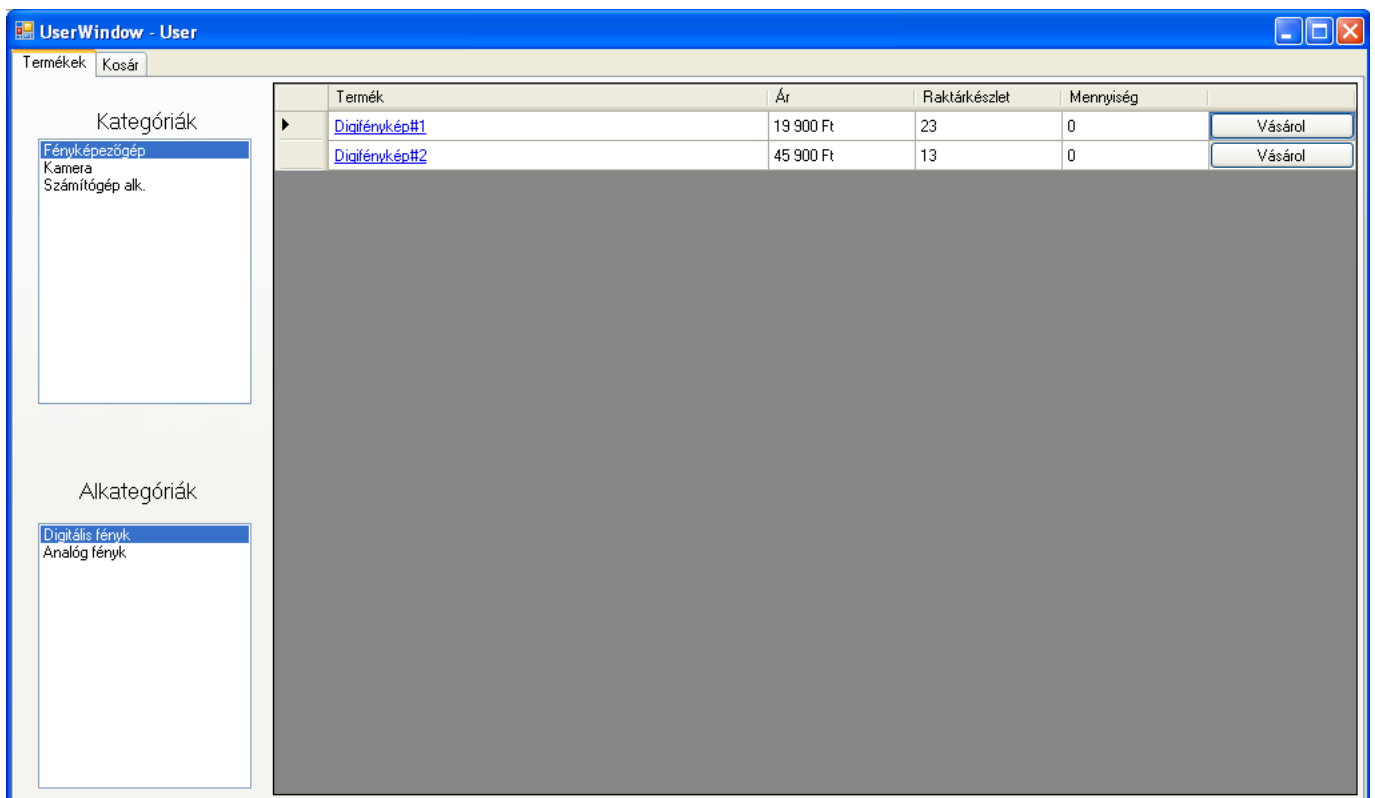 UserWindow - User
Termékek Kosár
Kategóriák
Fényképezőgép
Kamera
Számítógép alk.
Alkategóriák
Digitális fényk
Analóg fényk
Termék Ár Raktárkészlet Mennyiség
Digifénykép#1 19 900 Ft 23 0 Vásárol
Digifénykép#2 45 900 Ft 13 0 Vásárol